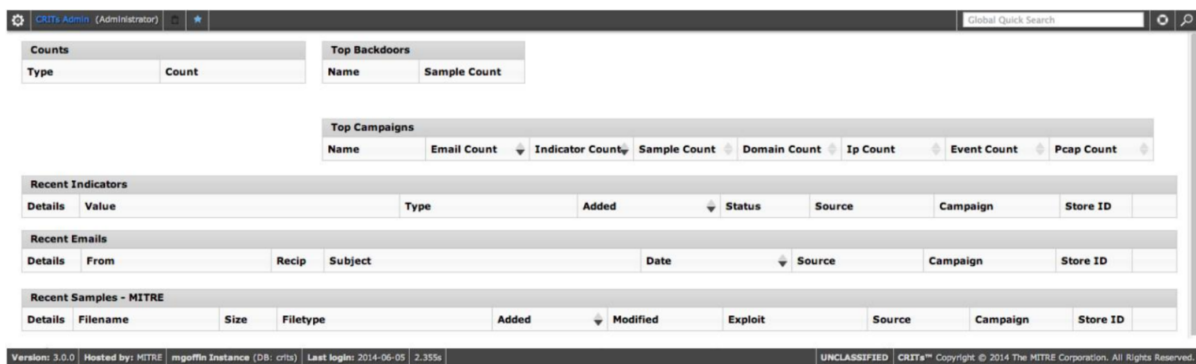 CRITs Admin (Administrator) Global Quick Search
Counts
Type Count
Top Backdoors
Name Sample Count
Top Campaigns
Name Email Count Indicator Count Sample Count Domain Count Ip Count Event Count Pcap Count
Recent Indicators
Details Value Type Added Status Source Campaign Store ID
Recent Emails
Details From Recip Subject Date Source Campaign Store ID
Recent Samples - MITRE
Details Filename Size Filetype Added Modified Exploit Source Campaign Store ID
Version: 3.0.0 Hosted by: MITRE mgoffin Instance (DB: crits) Last login: 2014-06-05 2.355s UNCLASSIFIED CRITs™ Copyright © 2014 The MITRE Corporation. All Rights Reserved.